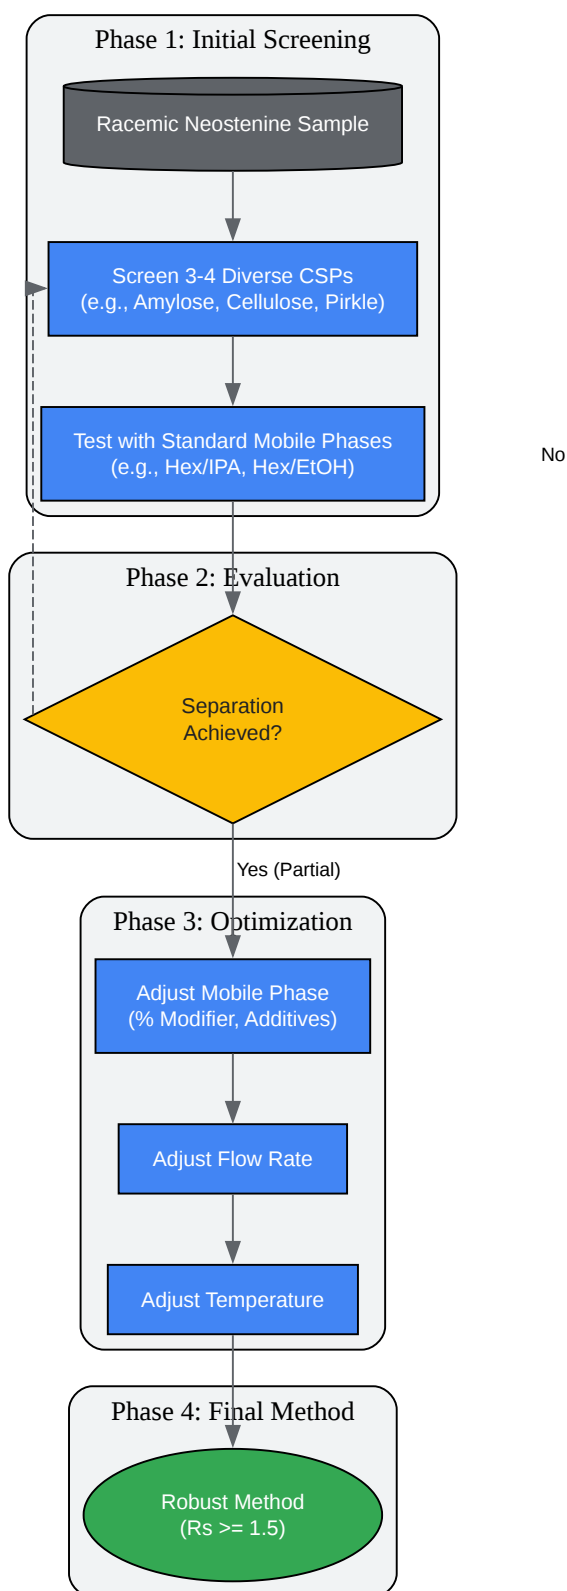 Phase 1: Initial Screening
Racemic Neostenine Sample
Screen 3-4 Diverse CSPs
(e.g., Amylose, Cellulose, Pirkle)
Test with Standard Mobile Phases
(e.g., Hex/IPA, Hex/EtOH)
No
Phase 2: Evaluation
Separation
Achieved?
Yes (Partial)
Phase 3: Optimization
Adjust Mobile Phase
(% Modifier, Additives)
Adjust Flow Rate
Adjust Temperature
Phase 4: Final Method
Robust Method
(Rs >= 1.5)